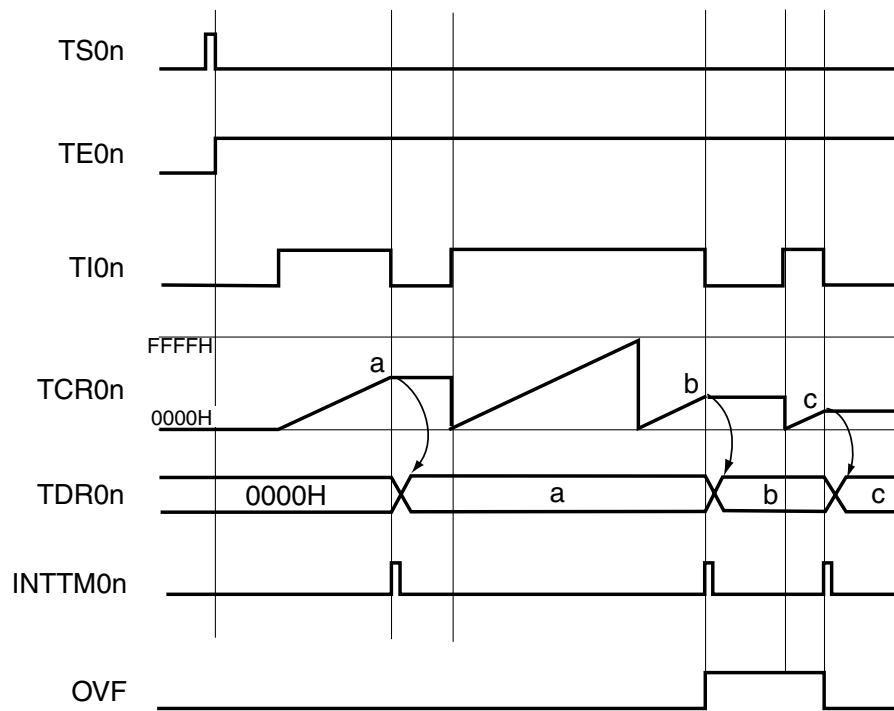 TS0n
TE0n
TI0n
FFFFH
a
b
c
TCR0n
0000H
TDR0n
0000H
a
b
c
INTTM0n
OVF